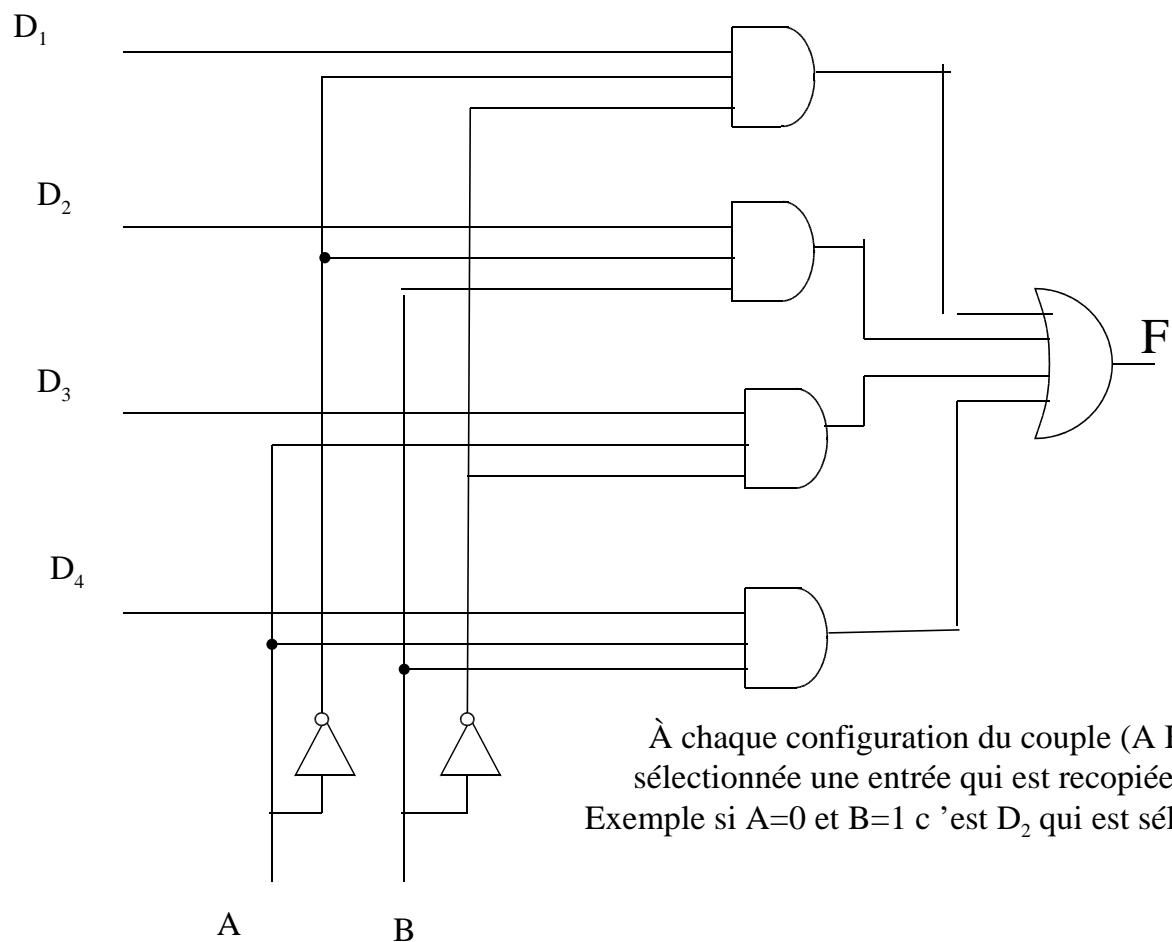 D₁
D₂
D₃
D₄
F
À chaque configuration du couple (A
sélectionnée une entrée qui est recopiée
Exemple si A=0 et B=1 c ’est D₂ qui est
A
B